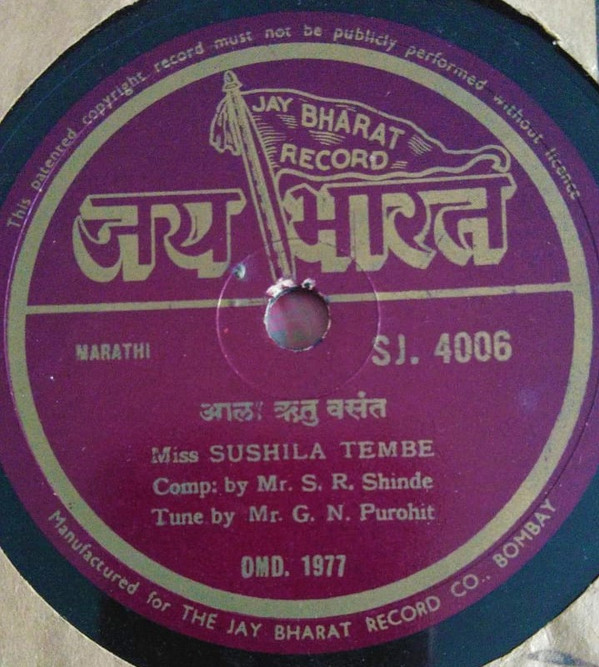 This patented copyright record must not be publicly performed without licence
JAY BHARAT
RECORD
जय भारत
MARATHI
SJ. 4006
आला ऋतु वसंत
Miss SUSHILA TEMBE
Comp: by Mr. S. R. Shinde
Tune by Mr. G. N. Purohit
OMD. 1977
Manufactured for THE JAY BHARAT RECORD CO., BOMBAY